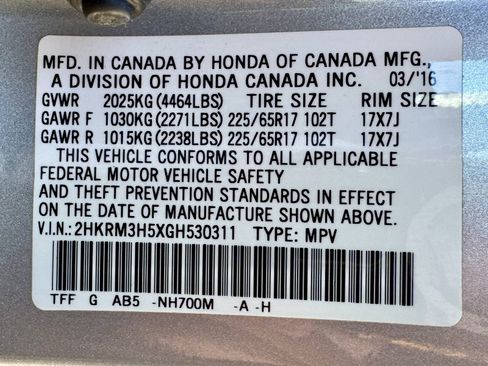 MFD. IN CANADA BY HONDA OF CANADA MFG.,
A DIVISION OF HONDA CANADA INC. 03/'16
GVWR 2025KG(4464LBS) TIRE SIZE RIM SIZE
GAWR F 1030KG(2271LBS) 225/65R17 102T 17X7J
GAWR R 1015KG(2238LBS) 225/65R17 102T 17X7J
THIS VEHICLE CONFORMS TO ALL APPLICABLE
FEDERAL MOTOR VEHICLE SAFETY
AND THEFT PREVENTION STANDARDS IN EFFECT
ON THE DATE OF MANUFACTURE SHOWN ABOVE.
V.I.N.:2HKRM3H5XGH530311 TYPE: MPV
TFF G AB5 -NH700M -A -H